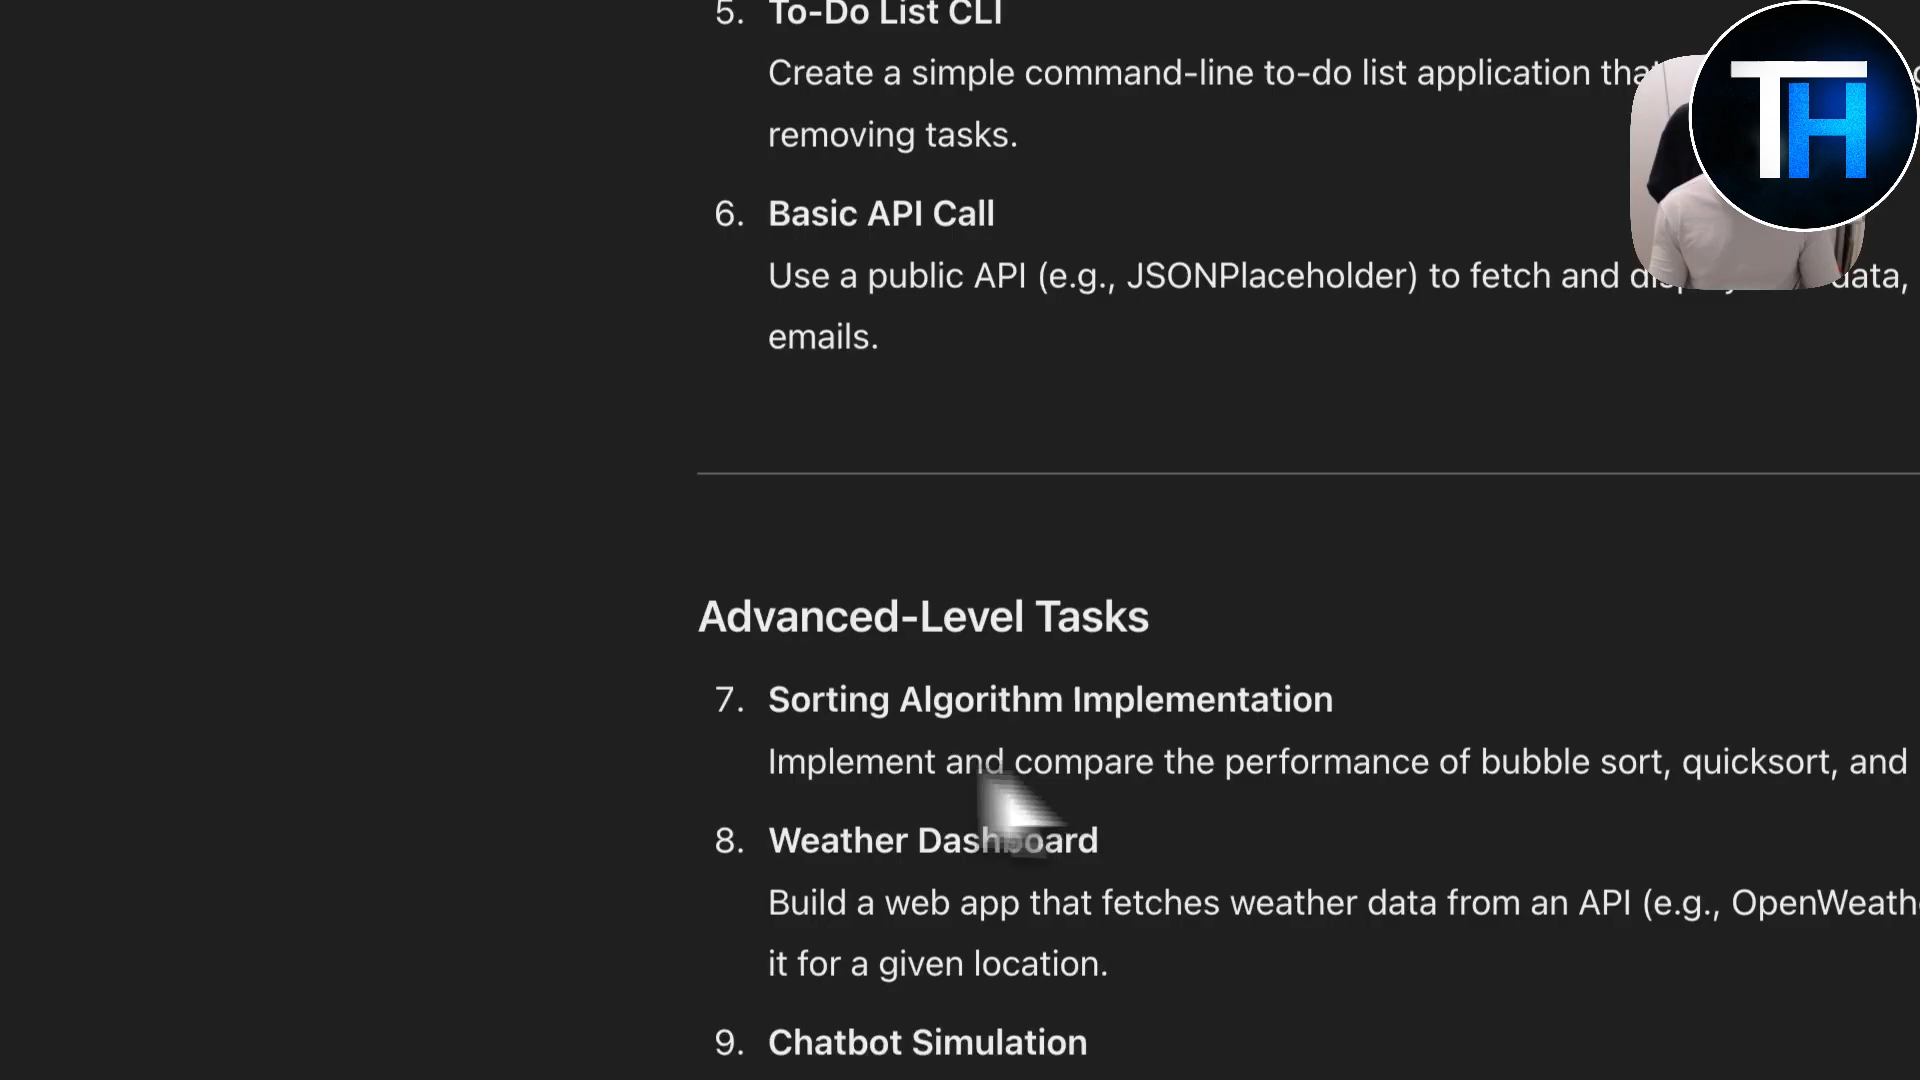 5. To-Do List CLI
Create a simple command-line to-do list application
removing tasks.
TH
6. Basic API Call
Use a public API (e.g., JSONPlaceholder) to fetch and data,
emails.
Advanced-Level Tasks
7. Sorting Algorithm Implementation
Implement and compare the performance of bubble sort, quicksort, and
8. Weather Dashboard
Build a web app that fetches weather data from an API (e.g.,
it for a given location.
9. Chatbot Simulation